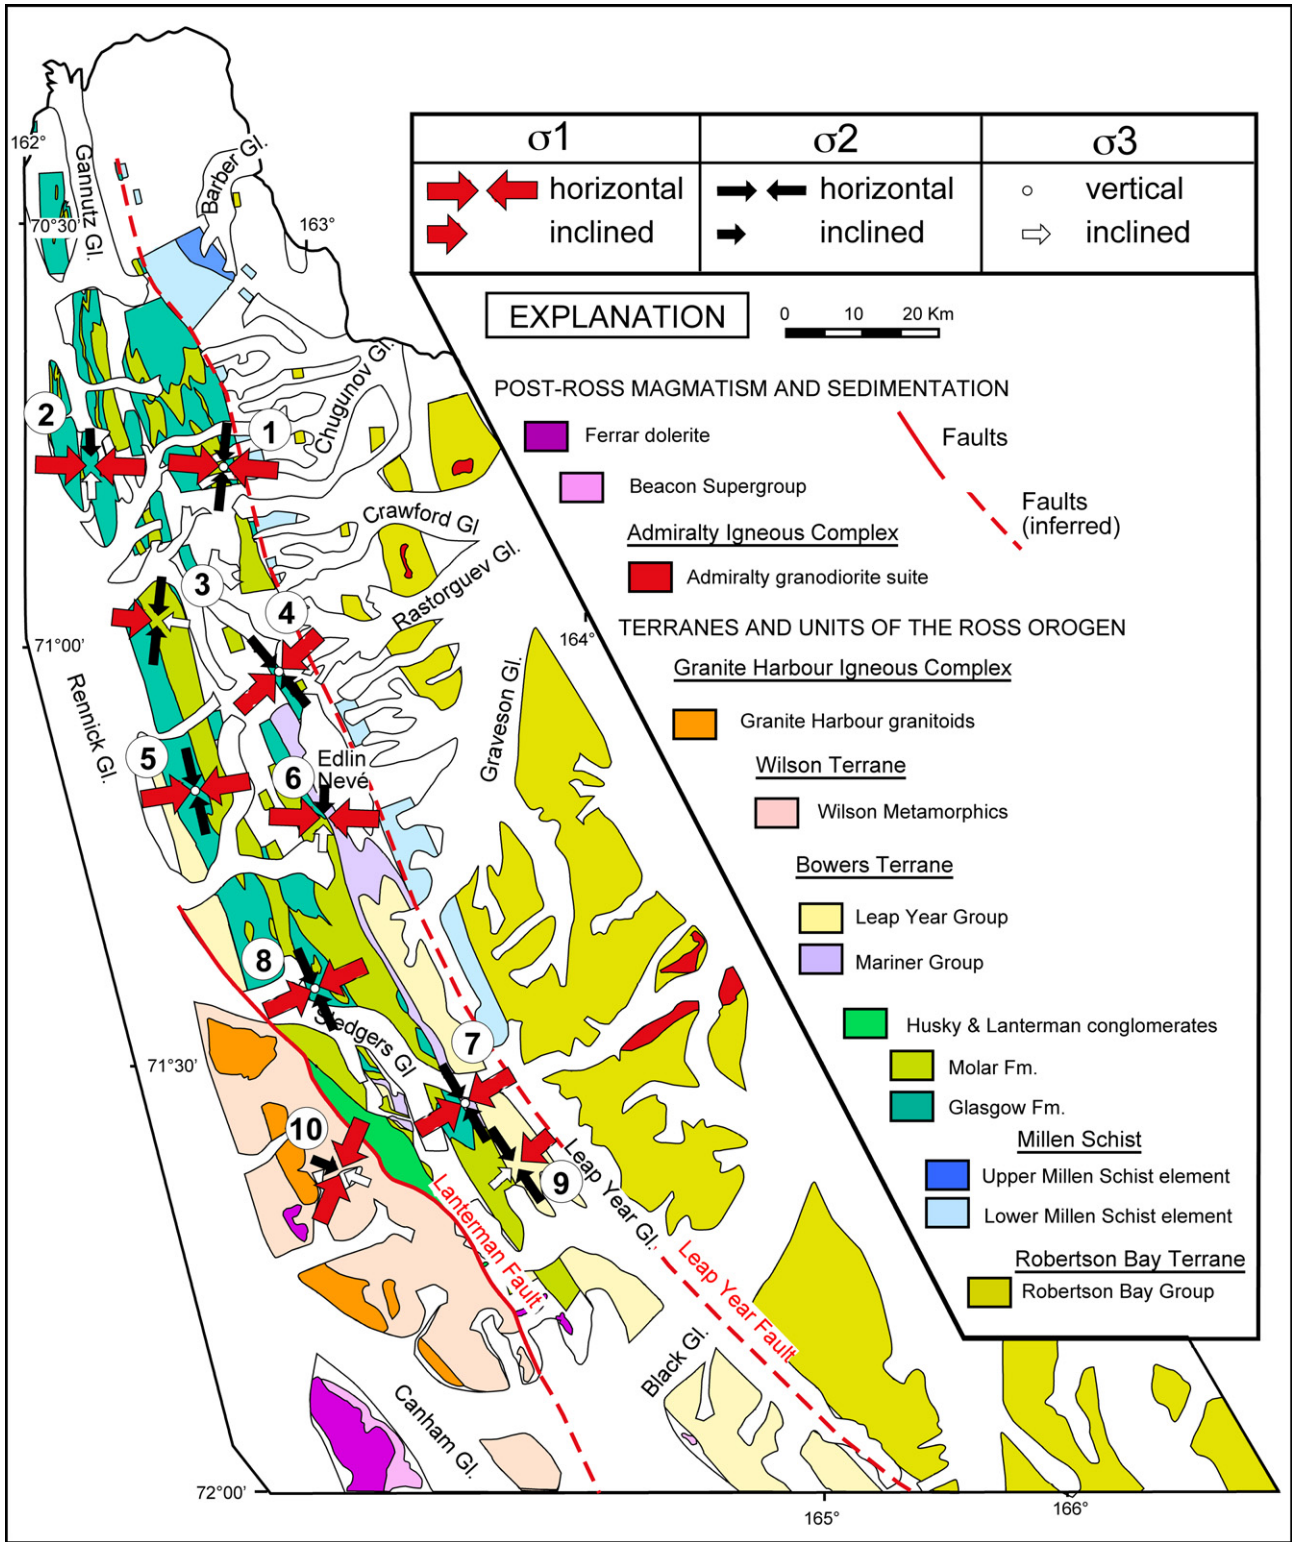 σ1
σ2
σ3
horizontal
horizontal
vertical
inclined
inclined
inclined
EXPLANATION
0 10 20 Km
POST-ROSS MAGMATISM AND SEDIMENTATION
Ferrar dolerite
Beacon Supergroup
Admiralty Igneous Complex
Admiralty granodiorite suite
Faults
Faults
(inferred)
TERRANES AND UNITS OF THE ROSS OROGEN
Granite Harbour Igneous Complex
Granite Harbour granitoids
Wilson Terrane
Wilson Metamorphics
Bowers Terrane
Leap Year Group
Mariner Group
Husky & Lanterman conglomerates
Molar Fm.
Glasgow Fm.
Millen Schist
Upper Millen Schist element
Lower Millen Schist element
Robertson Bay Terrane
Robertson Bay Group
162°
Gannutz Gl.
Barber Gl.
70°30'
163°
Chugunov Gl.
2
1
Crawford Gl
Rastorguev Gl.
3
4
164°
71°00'
Rennick Gl.
Graveson Gl.
5
6
Edlin
Nevé
8
Sledgers Gl
7
71°30'
10
9
Leap Year Gl.
Lanterman Fault
Leap Year Fault
Black Gl.
Canham Gl.
72°00'
165°
166°